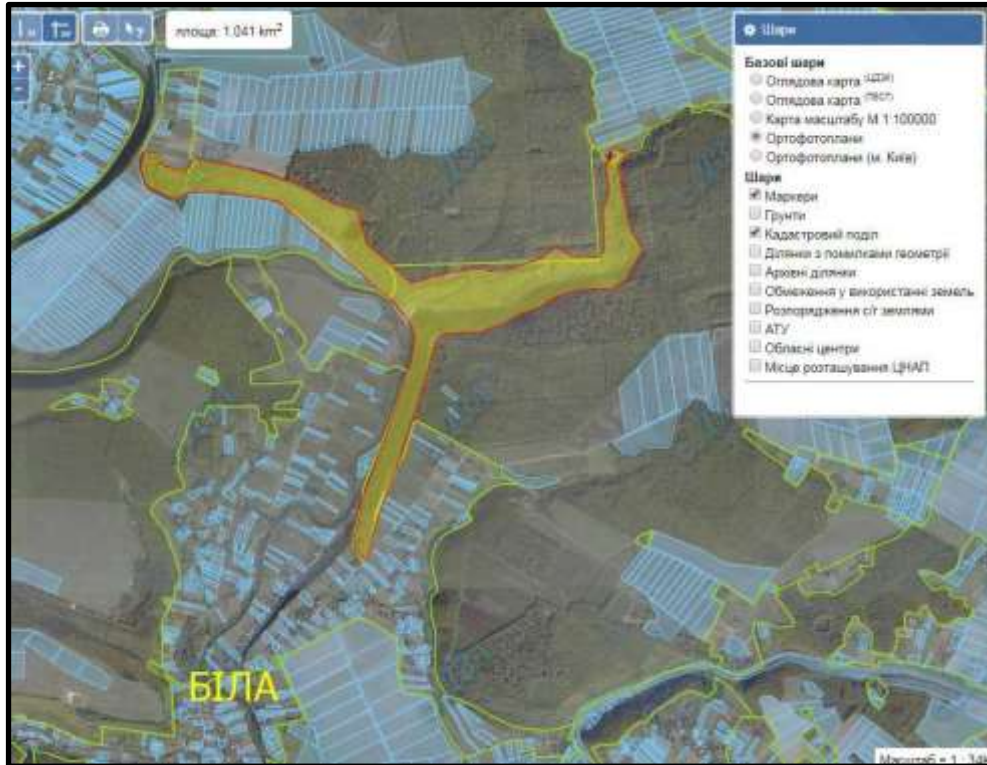 площа: 1.041 km²
Шари
Базові шари
Оглядова карта
Оглядова карта
Карта масштабу М 1:100000
Ортофотоплани
Ортофотоплани (м. Київ)
Шари
Маркери
Грунти
Кадастровий поділ
Ділянки з помилками геометрії
Архівні ділянки
Обмеження у використанні земель
Розпорядження с/г землями
АТУ
Обласні центри
Місце розташування ЦНАП
БІЛА
Масштаб = 1 : 34k